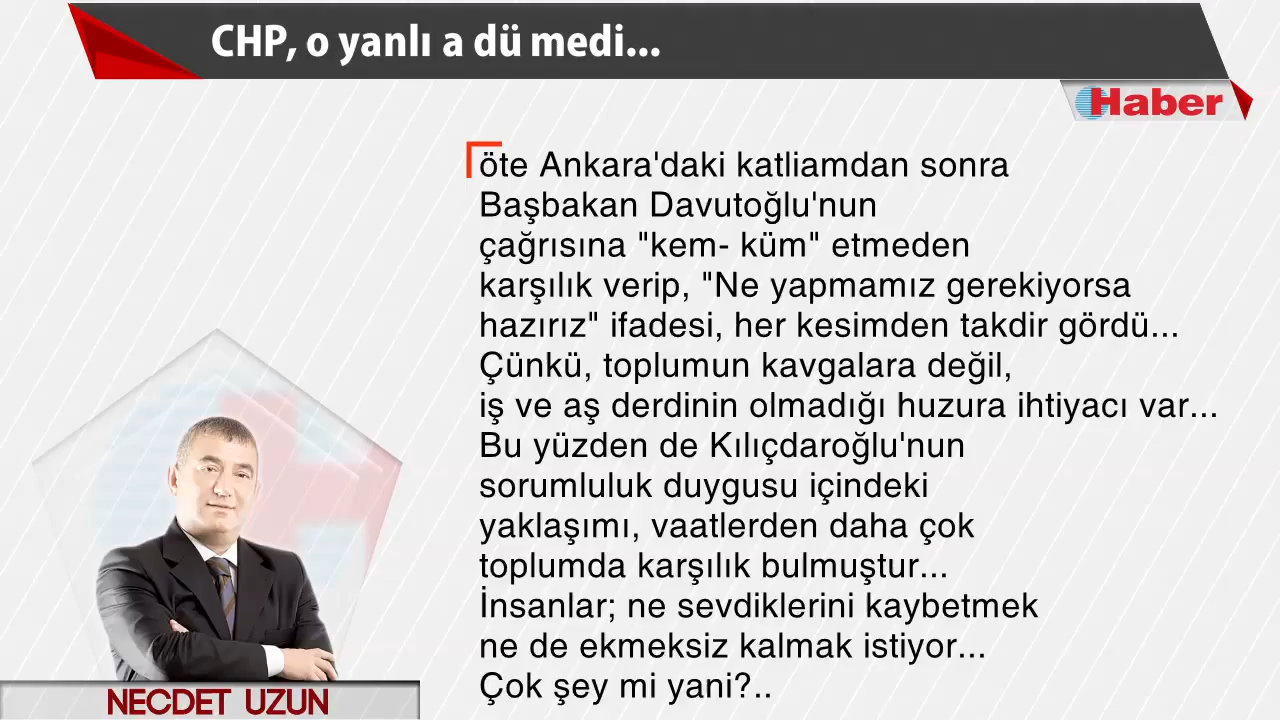 CHP, o yanlı a dü medi...
Haber
öte Ankara'daki katliamdan sonra
Başbakan Davutoğlu'nun
çağrısına "kem- küm" etmeden
karşılık verip, "Ne yapmamız gerekiyorsa
hazırız" ifadesi, her kesimden takdir gördü...
Çünkü, toplumun kavgalara değil,
iş ve aş derdinin olmadığı huzura ihtiyacı var...
Bu yüzden de Kılıçdaroğlu'nun
sorumluluk duygusu içindeki
yaklaşımı, vaatlerden daha çok
toplumda karşılık bulmuştur...
İnsanlar; ne sevdiklerini kaybetmek
ne de ekmeksiz kalmak istiyor...
Çok şey mi yani?..
NECDET UZUN